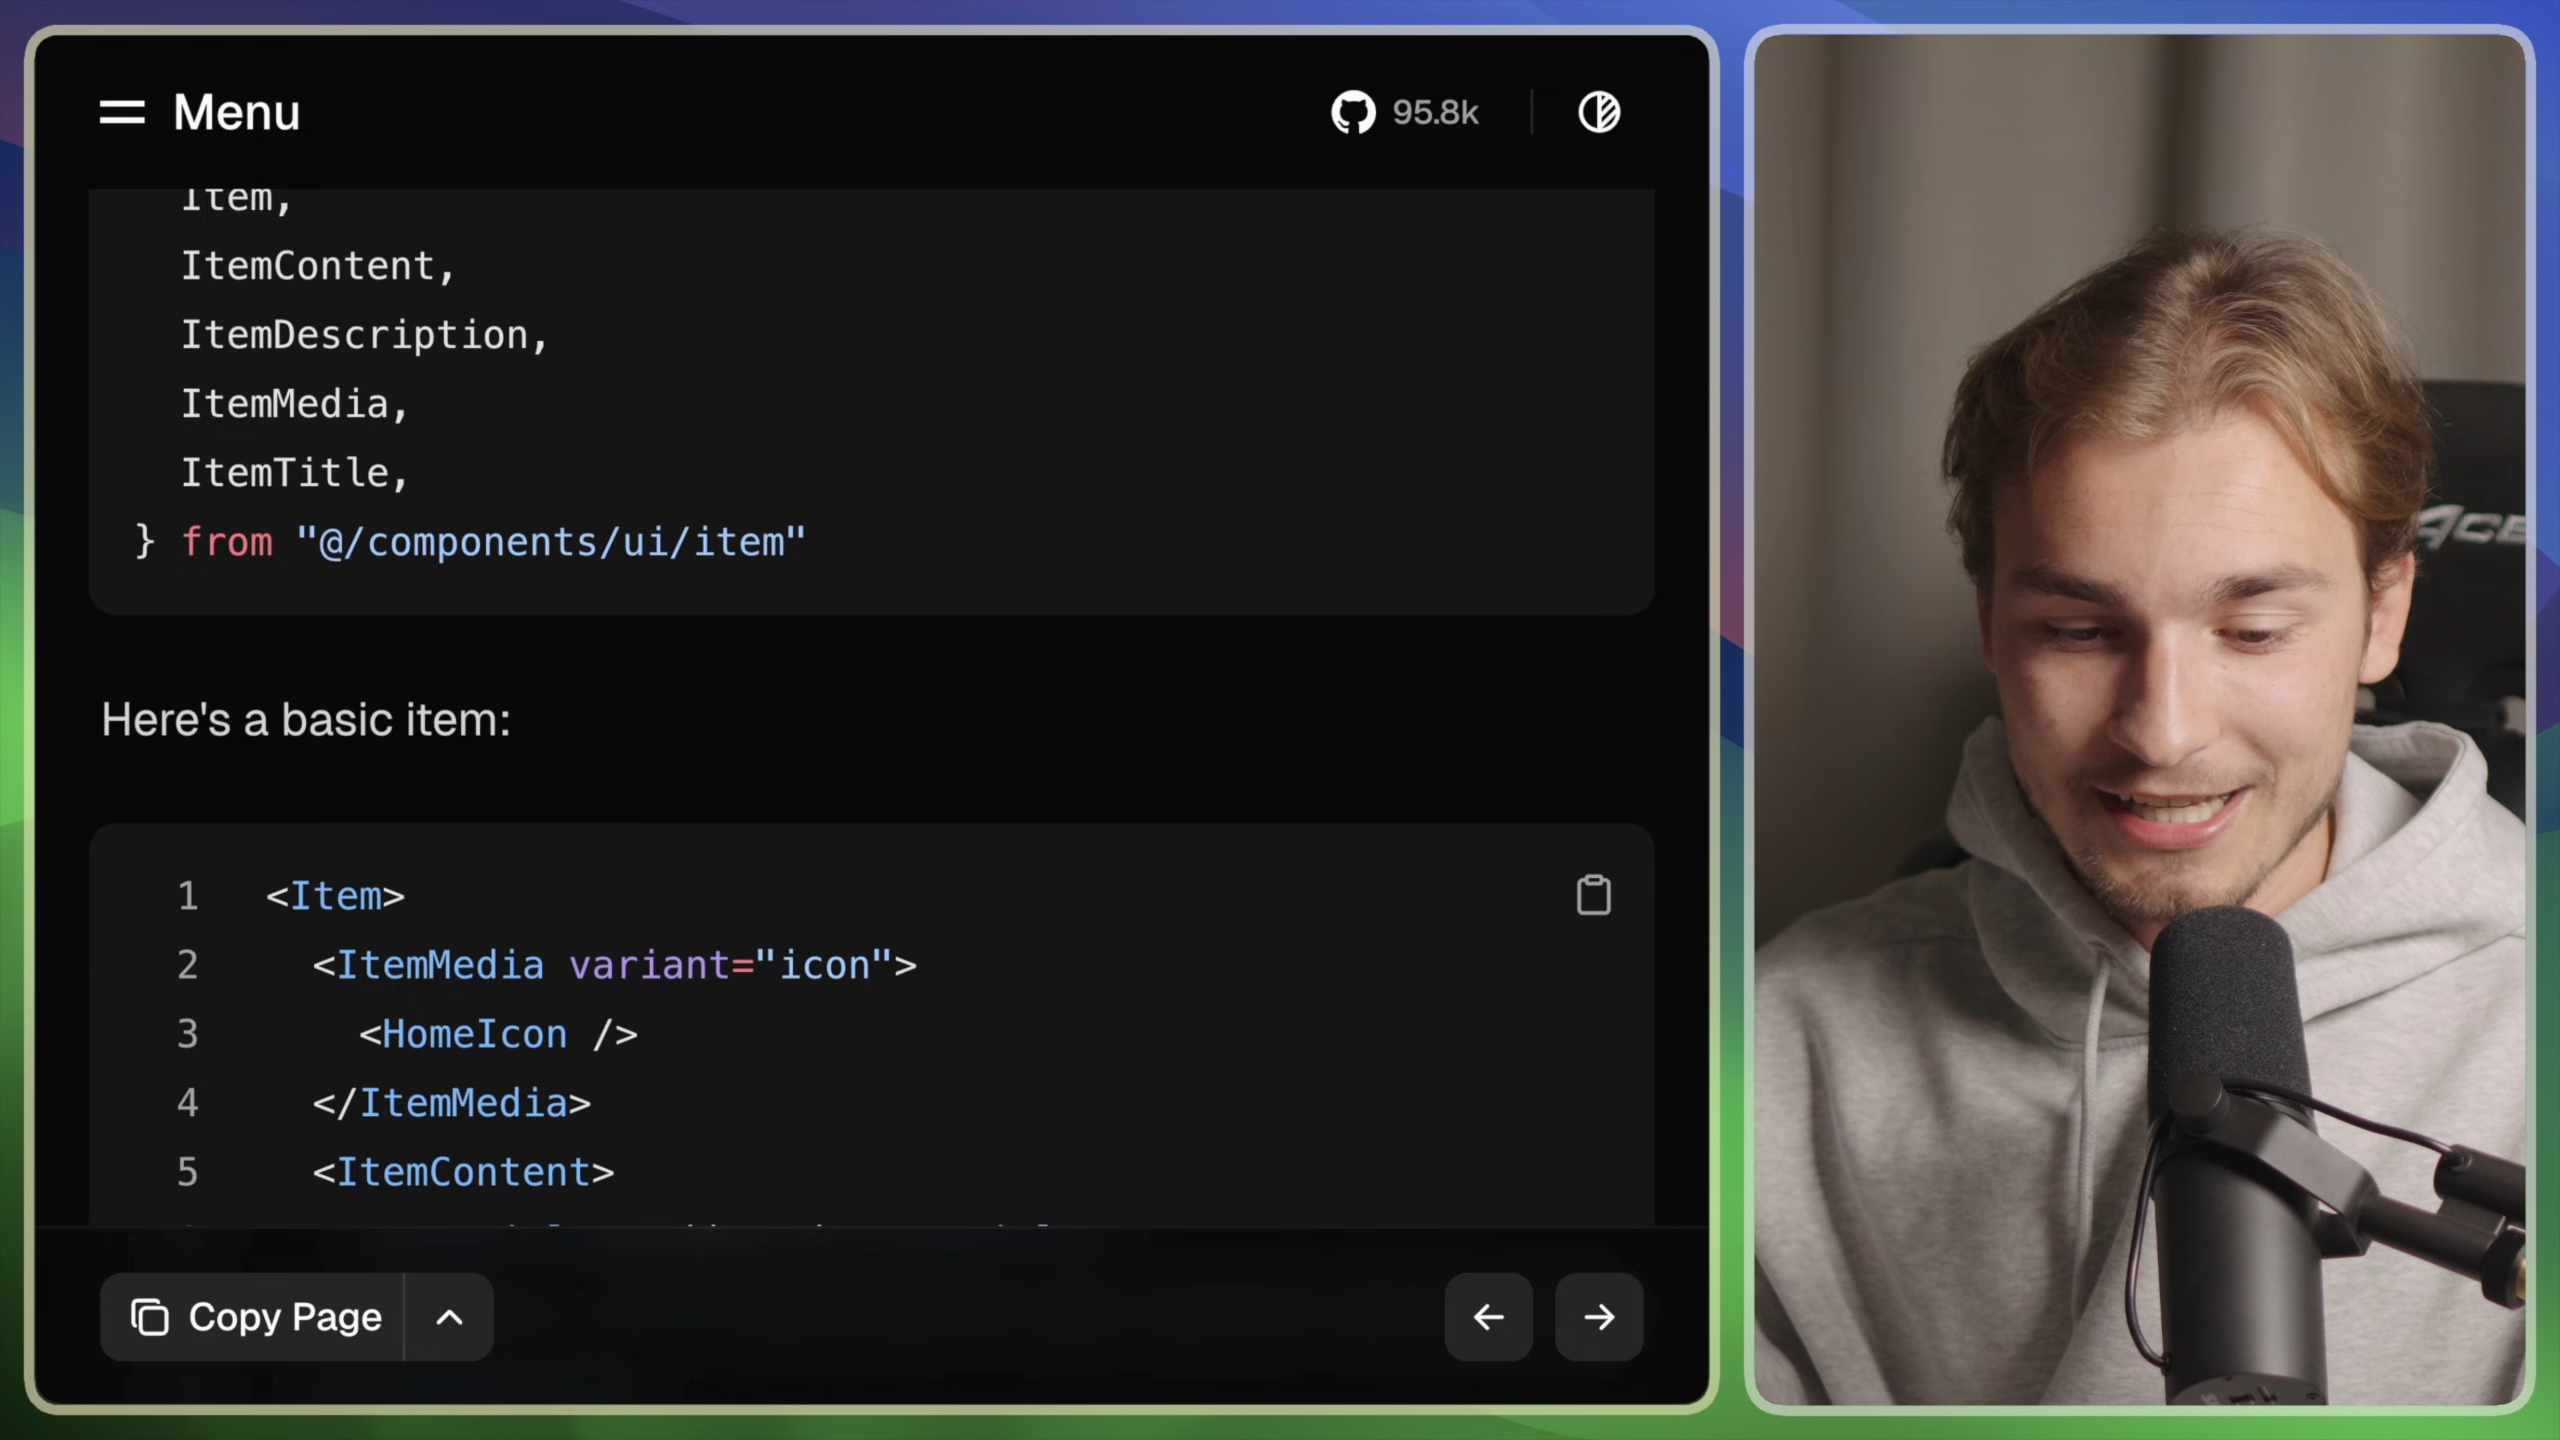 Menu
95.8k
Item,
ItemContent,
ItemDescription,
ItemMedia,
ItemTitle,
} from "@/components/ui/item"
Here's a basic item:
1 <Item>
2 <ItemMedia variant="icon">
3 <HomeIcon />
4 </ItemMedia>
5 <ItemContent>
Copy Page